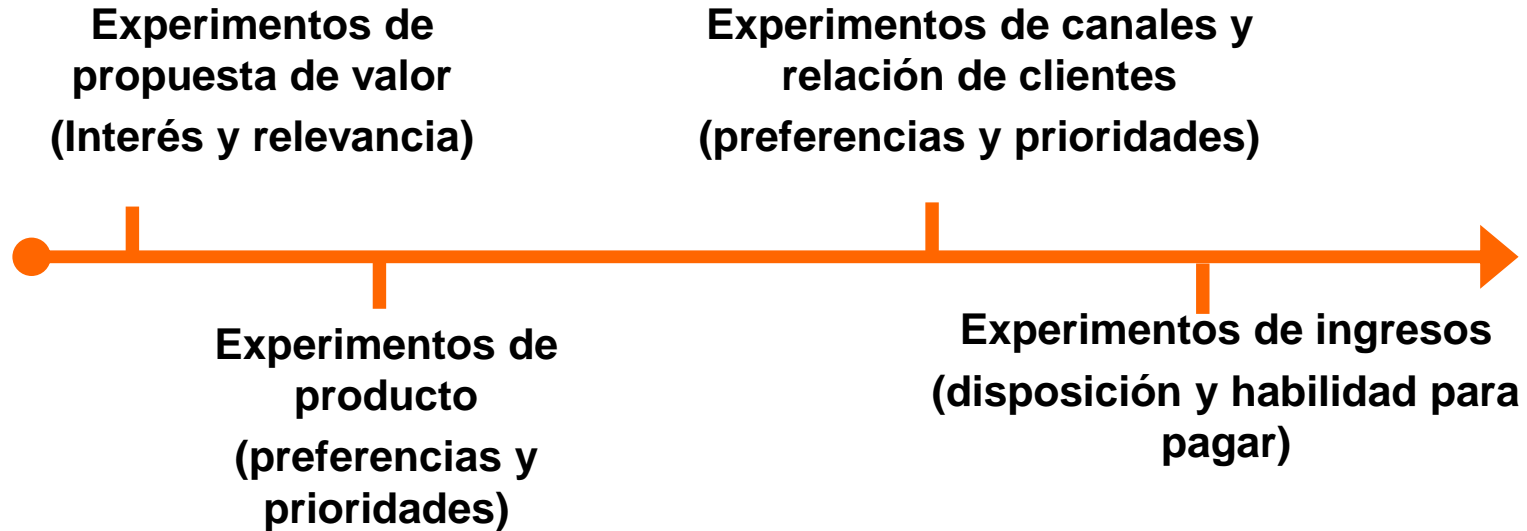 Experimentos de
propuesta de valor
(Interés y relevancia)
Experimentos de canales y
relación de clientes
(preferencias y prioridades)
Experimentos de
producto
(preferencias y
prioridades)
Experimentos de ingresos
(disposición y habilidad para
pagar)